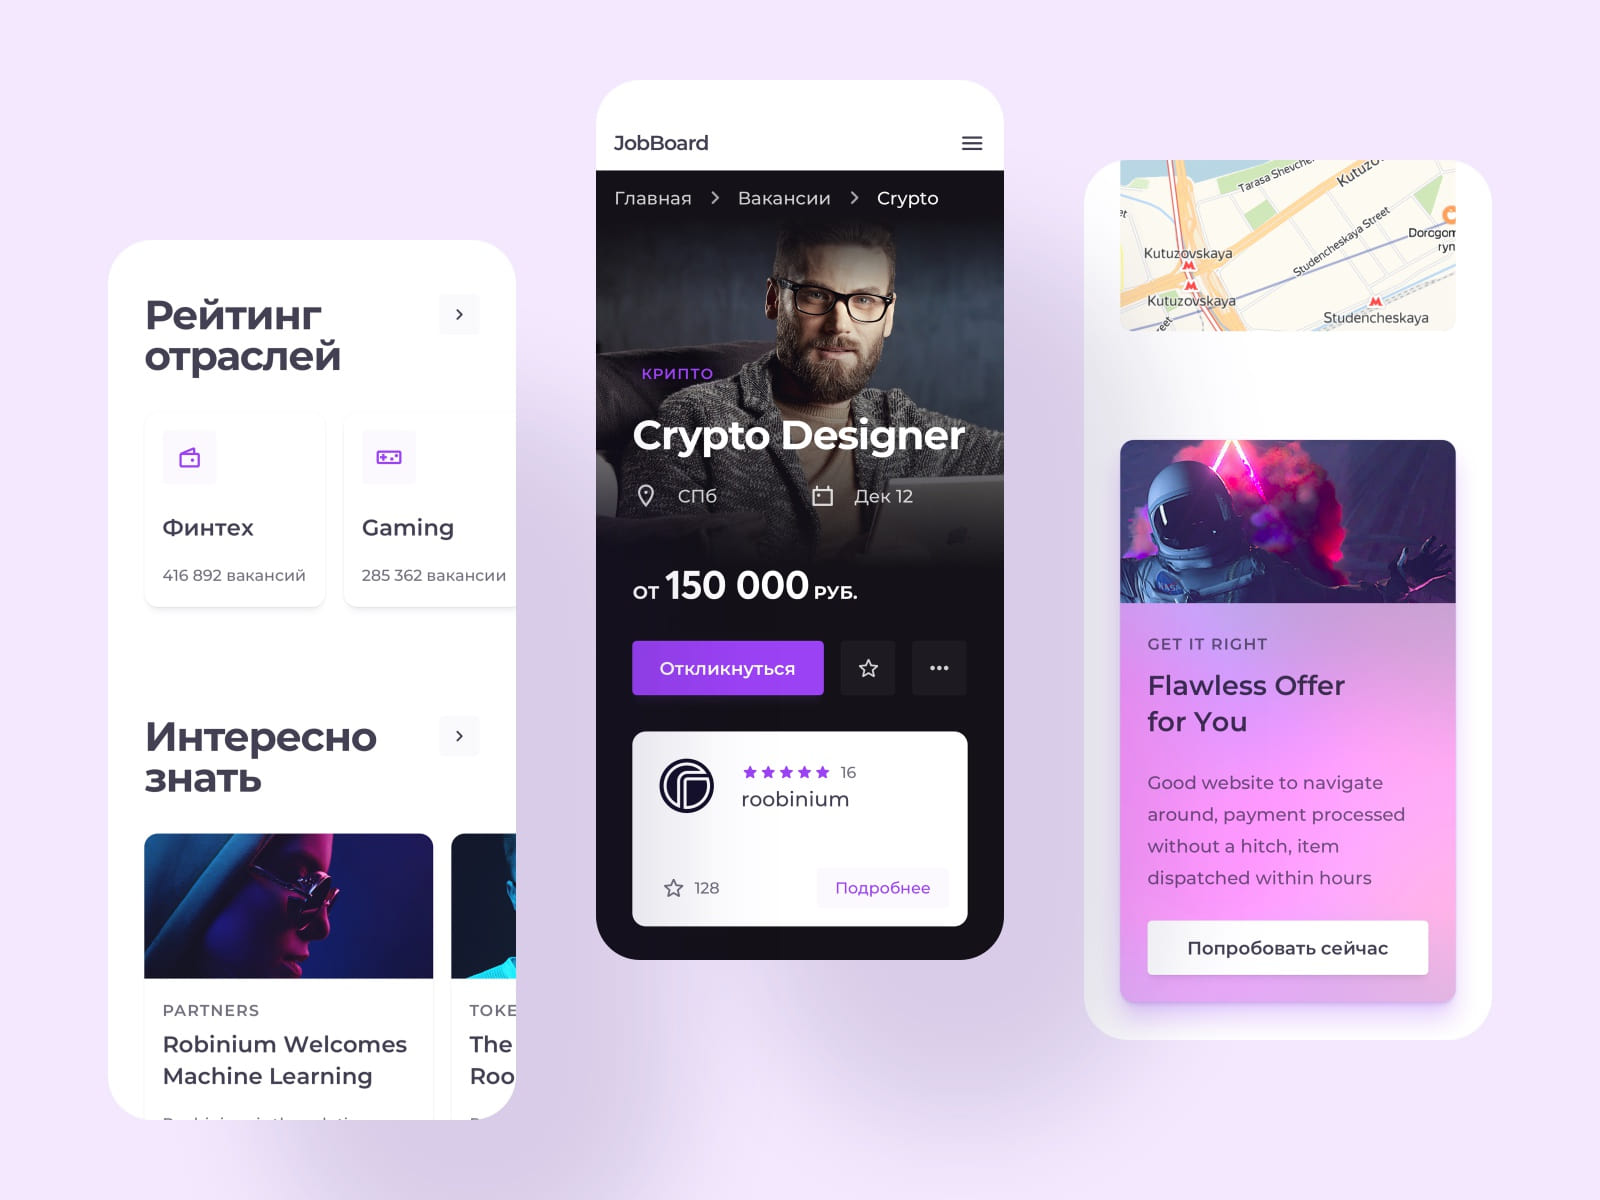 Рейтинг
отраслей
Финтех
416 892 вакансий
Gaming
285 362 вакансии
Интересно
знать
PARTNERS
Robinium Welcomes
Machine Learning
TOKE
The
Roo
JobBoard
Главная > Вакансии > Crypto
КРИПТО
Crypto Designer
СПб
Дек 12
от 150 000 РУБ.
Откликнуться
16
roobinium
128
Подробнее
Tarasa Shevche
Kutuzo
Studencheskaya Street
Dorogom
ryn
Kutuzovskaya
Kutuzovskaya
Studencheskaya
reet
NASA
GET IT RIGHT
Flawless Offer
for You
Good website to navigate
around, payment processed
without a hitch, item
dispatched within hours
Попробовать сейчас